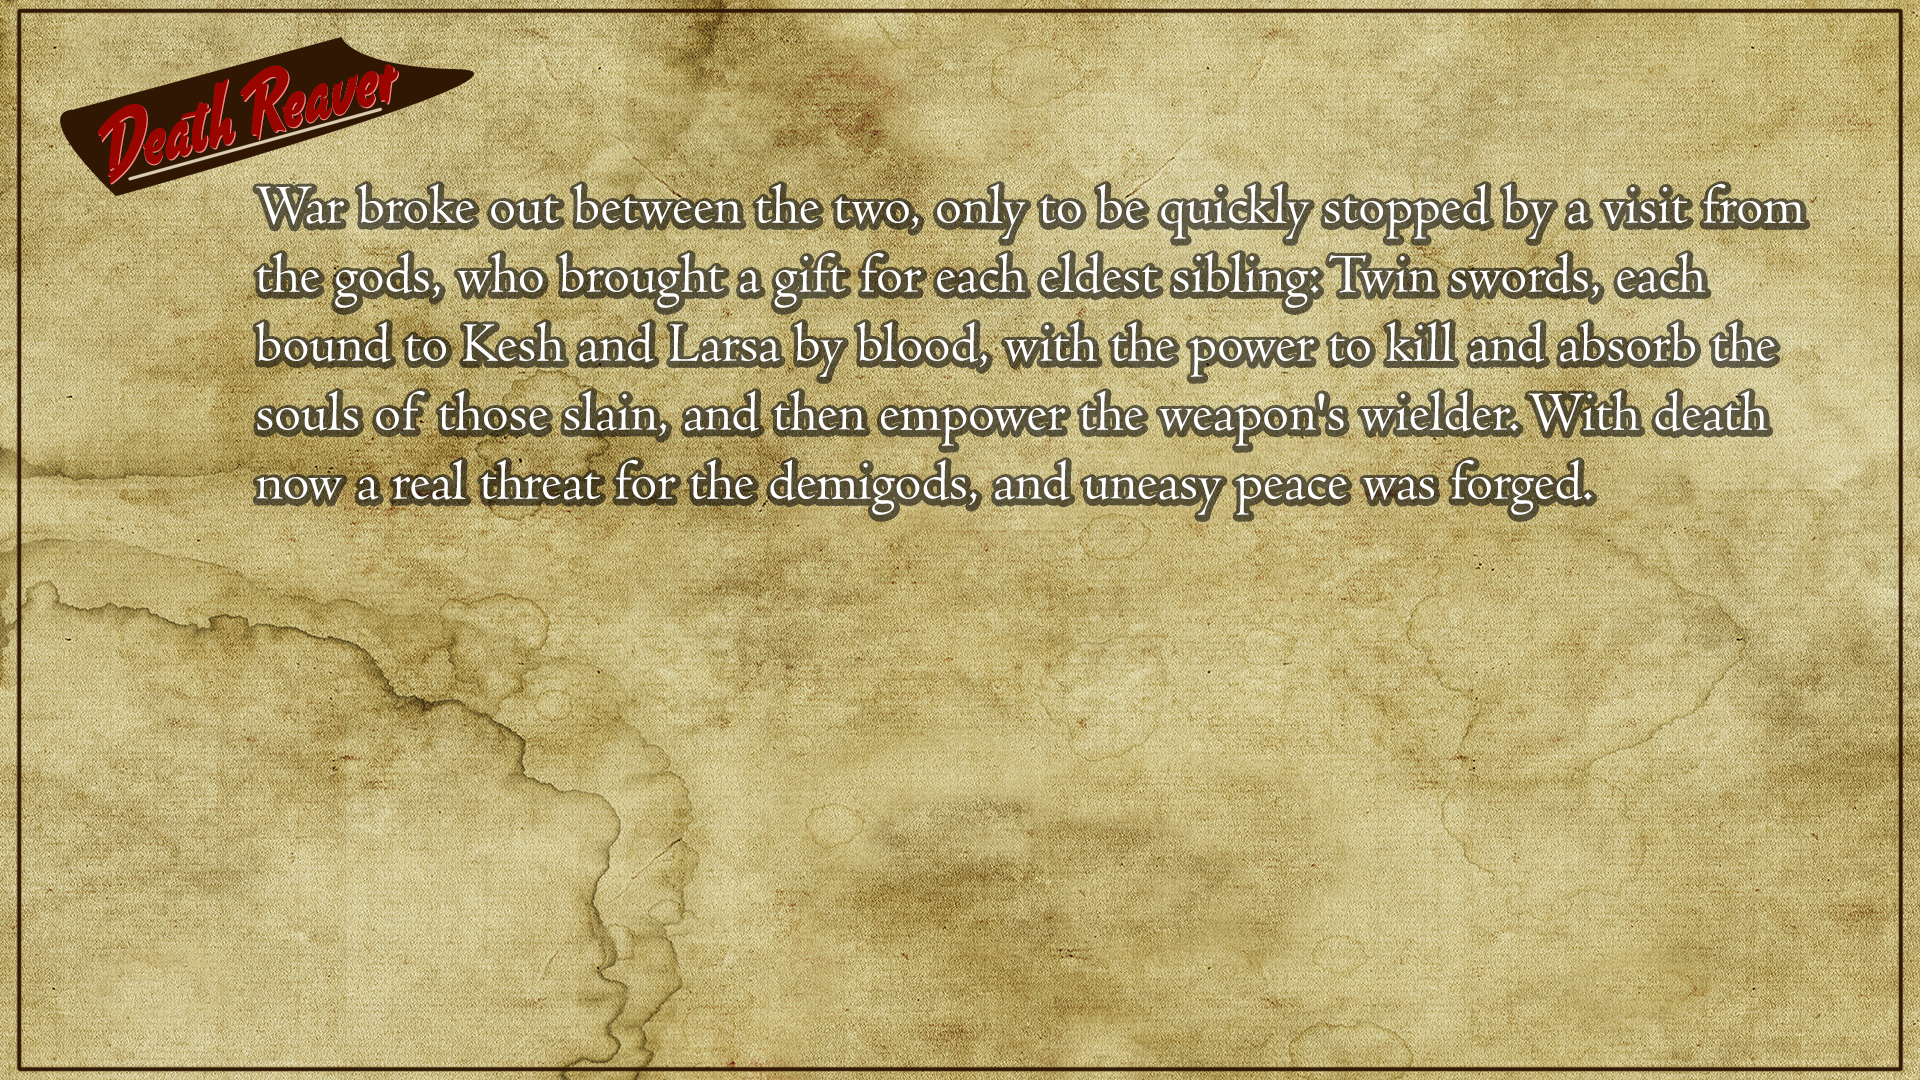 Death Reaver
War broke out between the two, only to be quickly stopped by a visit from
the gods, who brought a gift for each eldest sibling: Twin swords, each
bound to Kesh and Larsa by blood, with the power to kill and absorb the
souls of those slain, and then empower the weapon's wielder. With death
now a real threat for the demigods, and uneasy peace was forged.